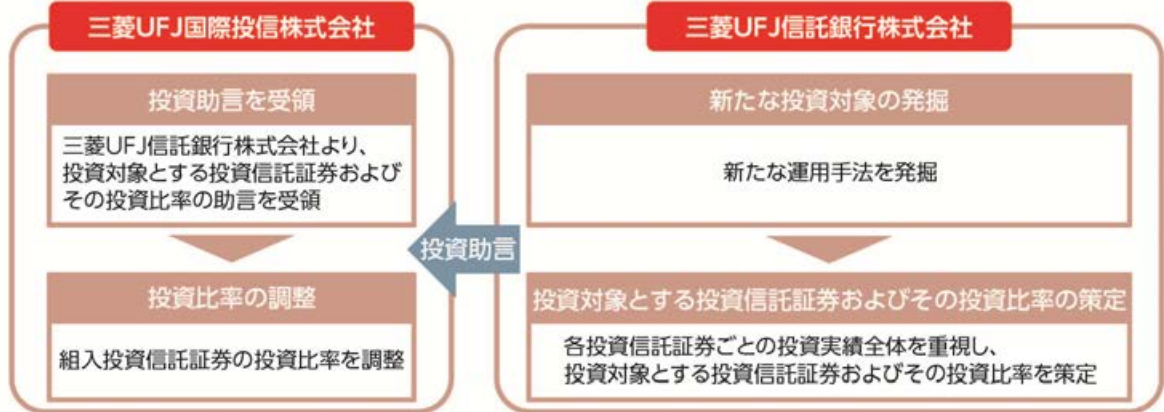 三菱UFJ国際投信株式会社
投資助言を受領
三菱UFJ信託銀行株式会社より、
投資対象とする投資信託証券および
その投資比率の助言を受領
投資比率の調整
組入投資信託証券の投資比率を調整
投資助言
三菱UFJ信託銀行株式会社
新たな投資対象の発掘
新たな運用手法を発掘
投資対象とする投資信託証券およびその投資比率の策定
各投資信託証券ごとの投資実績全体を重視し、
投資対象とする投資信託証券およびその投資比率を策定